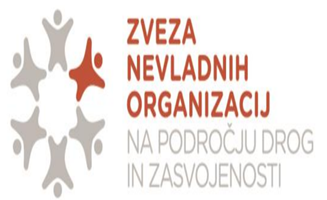 ZVEZA
NEVLADNIH
ORGANIZACIJ
NA PODROČJU DROG
IN ZASVOJENOSTI